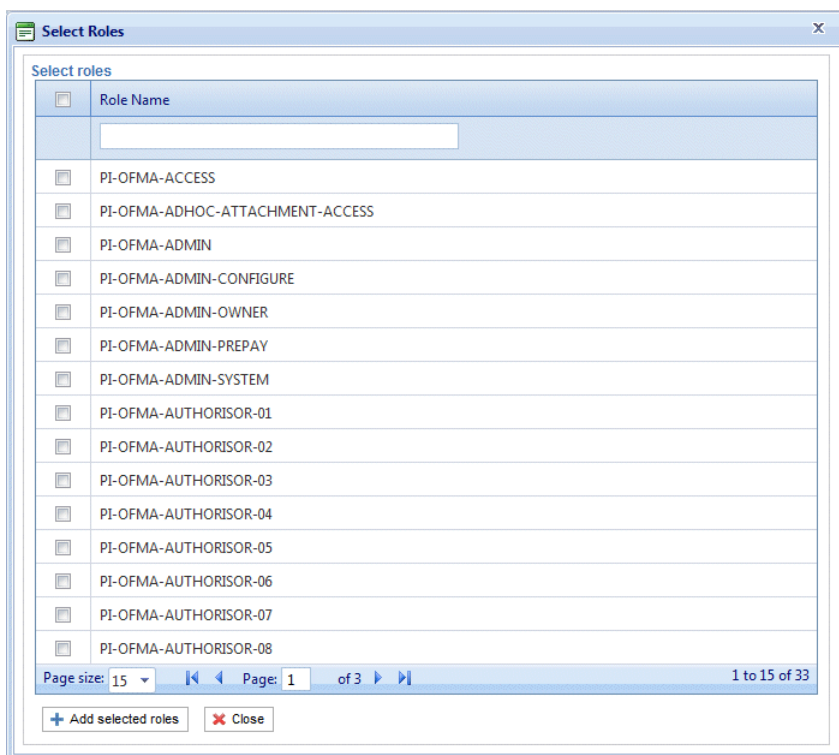 Select Roles
Select roles
Role Name
PI-OFMA-ACCESS
PI-OFMA-ADHOC-ATTACHMENT-ACCESS
PI-OFMA-ADMIN
PI-OFMA-ADMIN-CONFIGURE
PI-OFMA-ADMIN-OWNER
PI-OFMA-ADMIN-PREPAY
PI-OFMA-ADMIN-SYSTEM
PI-OFMA-AUTHORISOR-01
PI-OFMA-AUTHORISOR-02
PI-OFMA-AUTHORISOR-03
PI-OFMA-AUTHORISOR-04
PI-OFMA-AUTHORISOR-05
PI-OFMA-AUTHORISOR-06
PI-OFMA-AUTHORISOR-07
PI-OFMA-AUTHORISOR-08
Page size: 15 Page: 1 of 3 1 to 15 of 33
Add selected roles Close